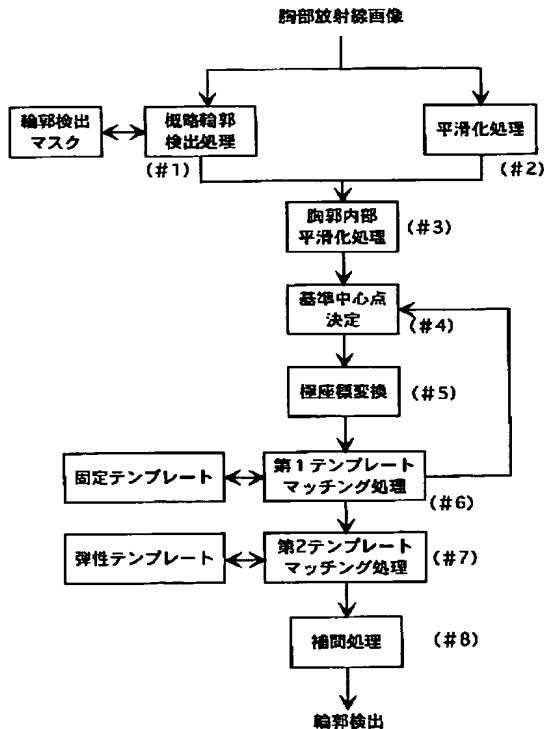 胸部放射線画像
輪郭検出
マスク
概略輪郭
検出処理
(#1)
平滑化処理
(#2)
胸郭内部
平滑化処理
(#3)
基準中心点
決定
(#4)
極座標変換
(#5)
固定テンプレート
第1テンプレート
マッチング処理
(#6)
弾性テンプレート
第2テンプレート
マッチング処理
(#7)
補間処理
(#8)
輪郭検出